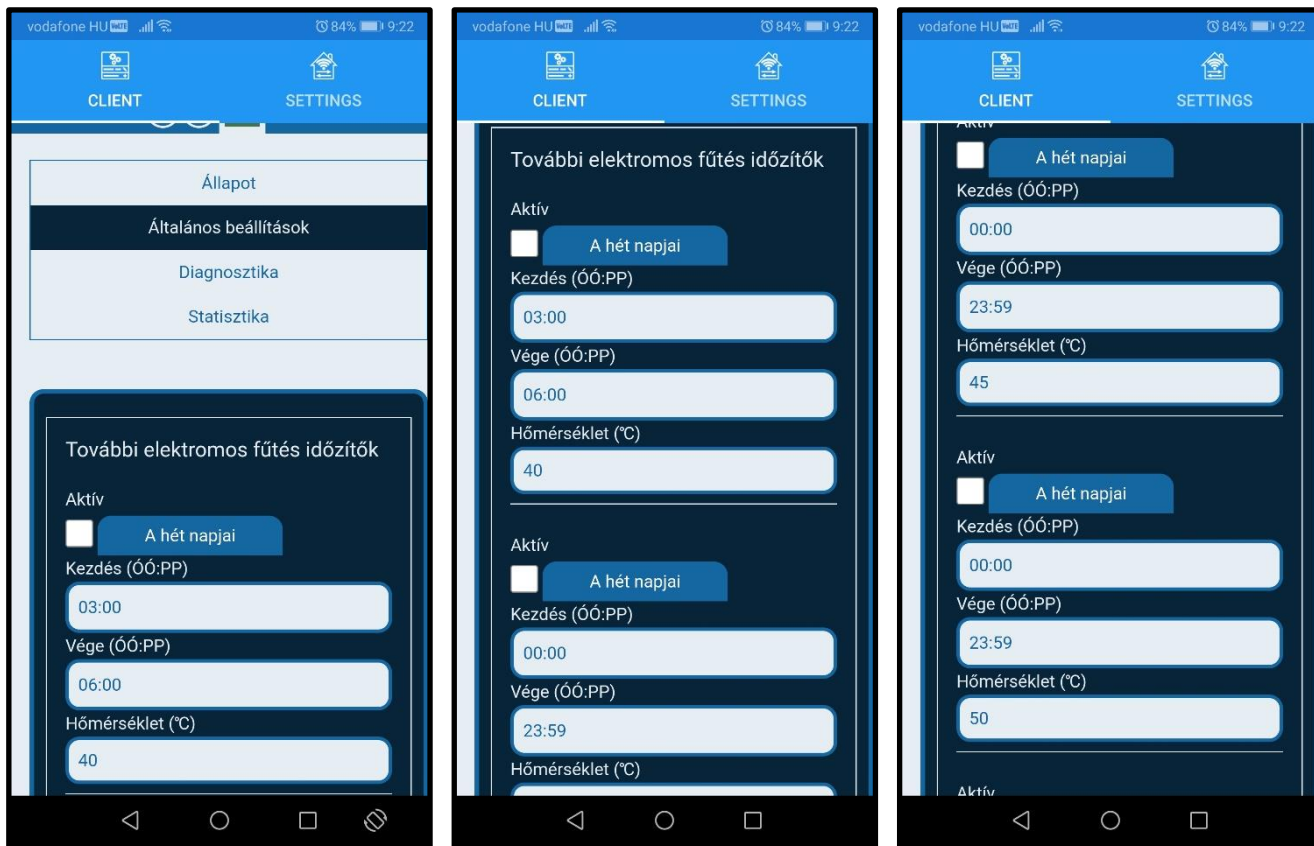 vodafone HU VoLTE 84% 9:22
CLIENT SETTINGS
Állapot
Általános beállítások
Diagnosztika
Statisztika
További elektromos fűtés időzítők
Aktív
A hét napjai
Kezdés (ÓÓ:PP)
03:00
Vége (ÓÓ:PP)
06:00
Hőmérséklet (℃)
40
vodafone HU VoLTE 84% 9:22
CLIENT SETTINGS
További elektromos fűtés időzítők
Aktív
A hét napjai
Kezdés (ÓÓ:PP)
03:00
Vége (ÓÓ:PP)
06:00
Hőmérséklet (℃)
40
Aktív
A hét napjai
Kezdés (ÓÓ:PP)
00:00
Vége (ÓÓ:PP)
23:59
Hőmérséklet (℃)
vodafone HU VoLTE 84% 9:22
CLIENT SETTINGS
Aktív
A hét napjai
Kezdés (ÓÓ:PP)
00:00
Vége (ÓÓ:PP)
23:59
Hőmérséklet (℃)
45
Aktív
A hét napjai
Kezdés (ÓÓ:PP)
00:00
Vége (ÓÓ:PP)
23:59
Hőmérséklet (℃)
50
Aktív